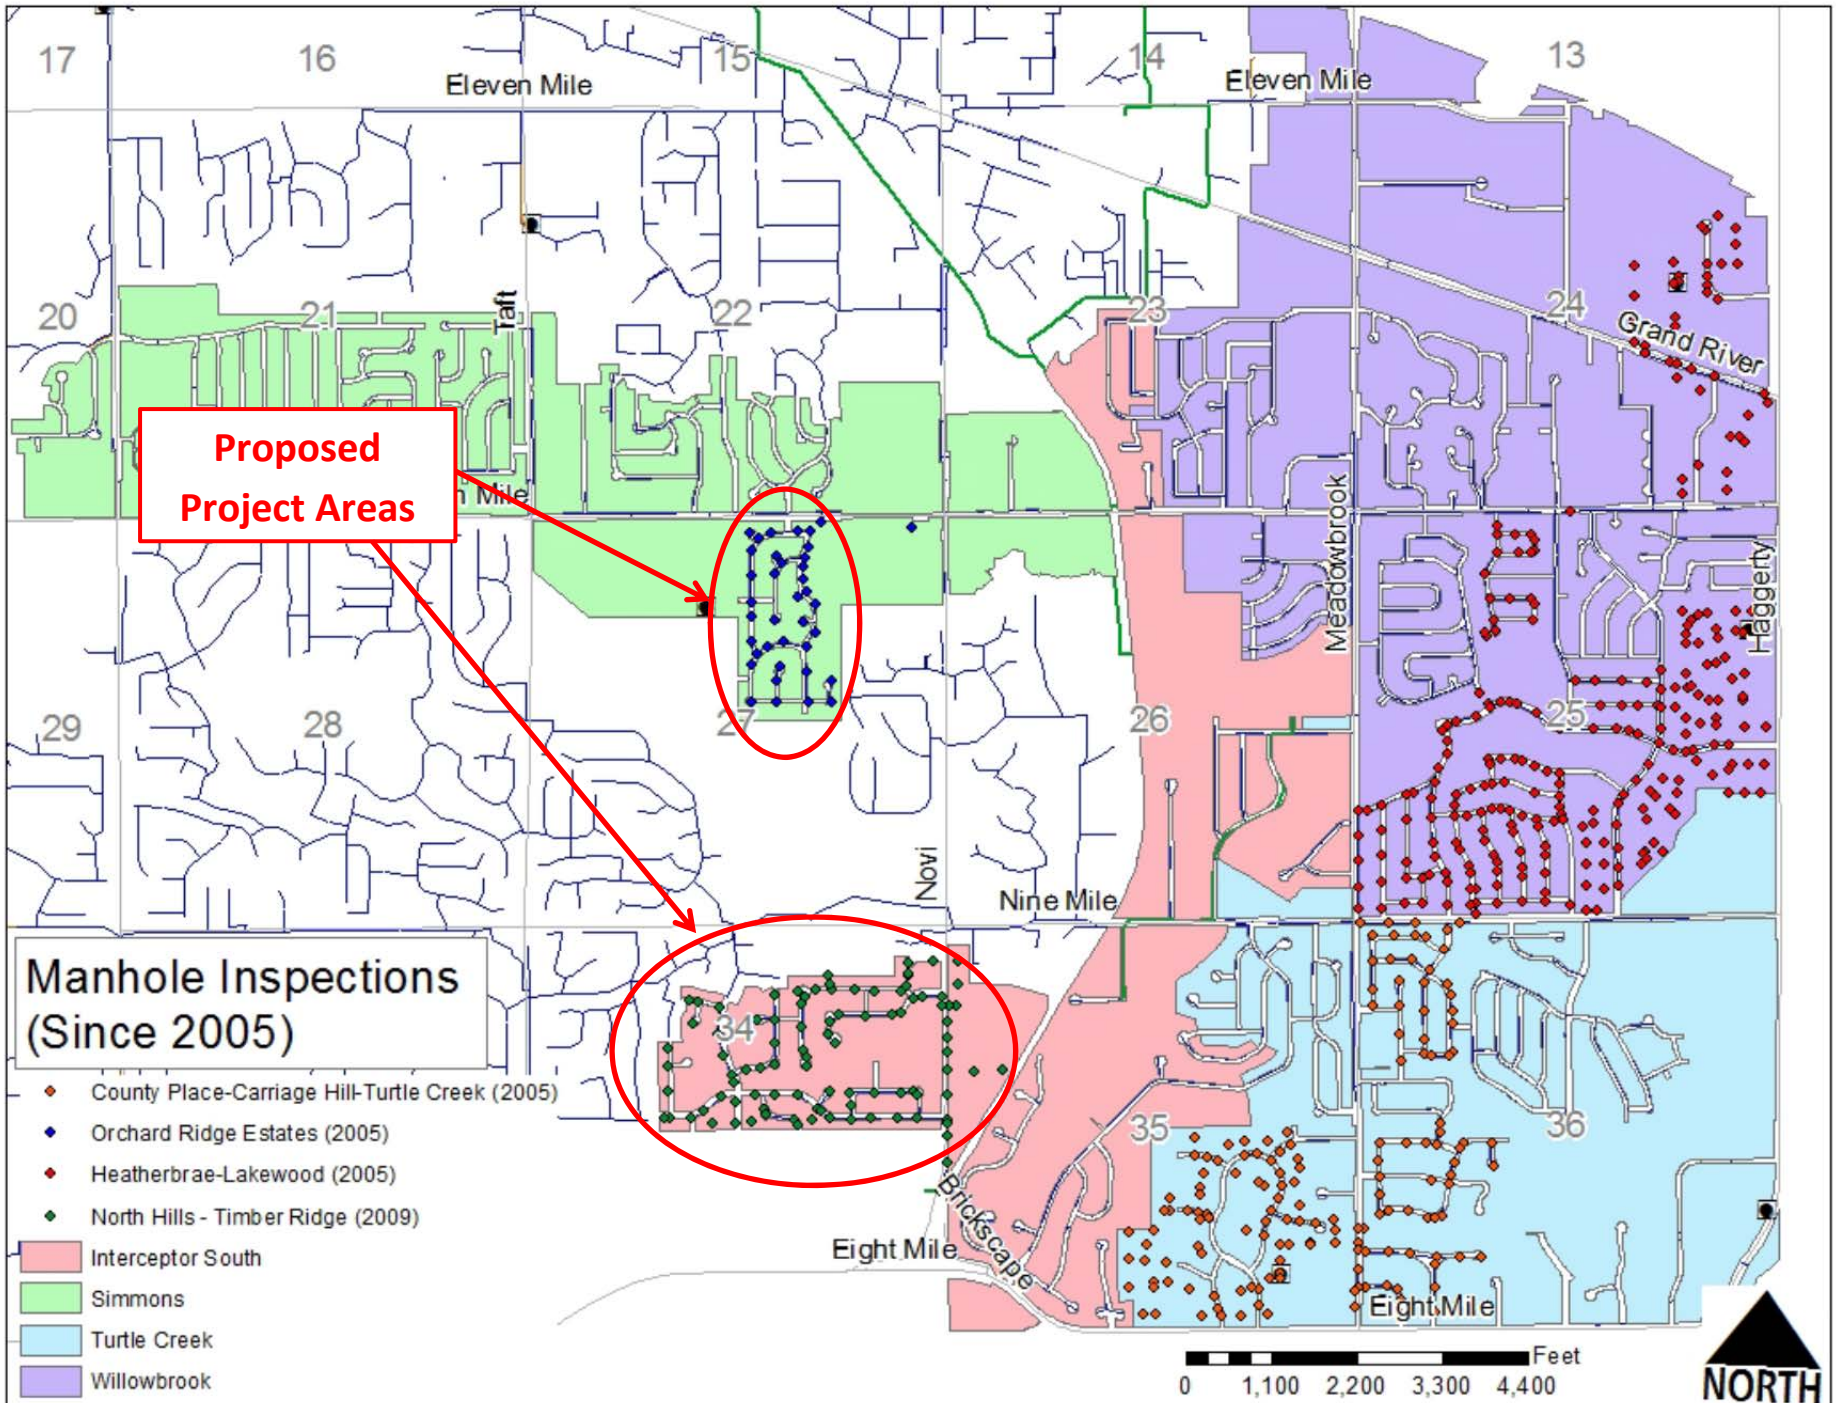 17
16
15
14
13
Eleven Mile
Eleven Mile
20
21
Taft
22
23
24
Grand River
Proposed
Project Areas
n Mile
Meadowbrook
Haggerty
29
28
27
26
25
Novi
Nine Mile
Manhole Inspections
(Since 2005)
34
35
36
County Place-Carriage Hill-Turtle Creek (2005)
Orchard Ridge Estates (2005)
Heatherbrae-Lakewood (2005)
North Hills - Timber Ridge (2009)
Interceptor South
Simmons
Turtle Creek
Willowbrook
Brickscape
Eight Mile
Eight Mile
Feet
0 1,100 2,200 3,300 4,400
NORTH